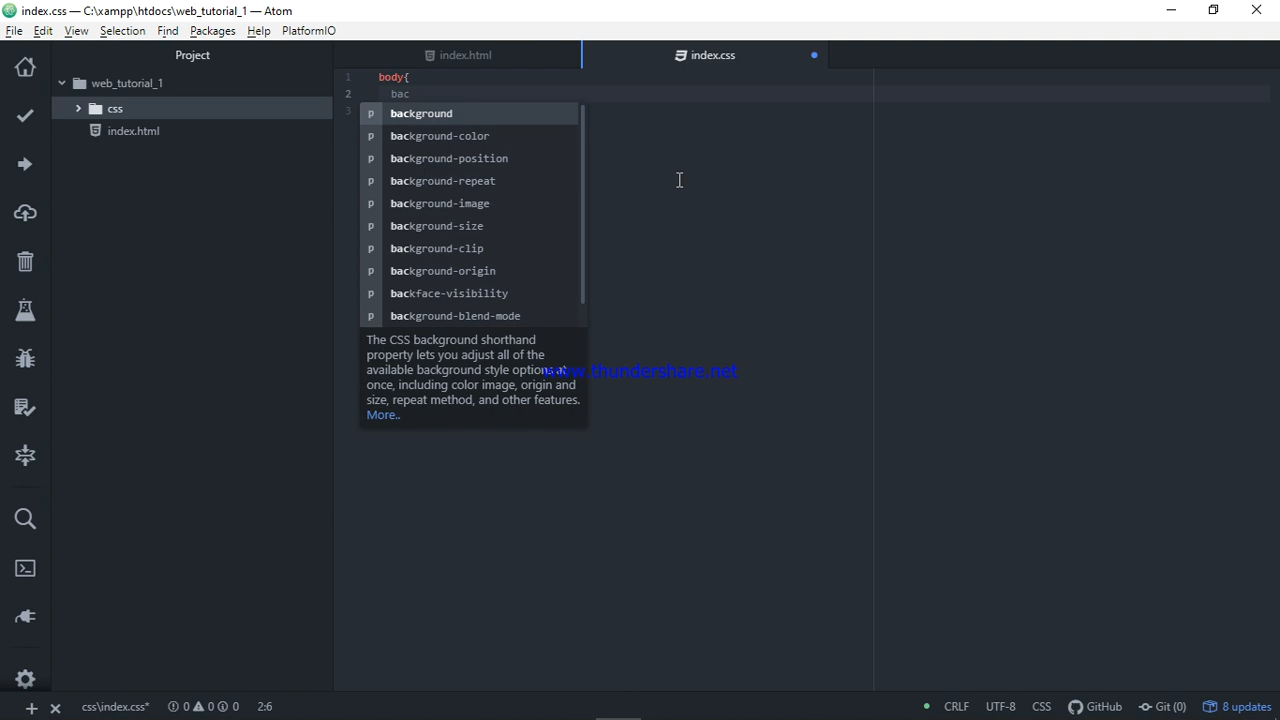 index.css — C:\xampp\htdocs\web_tutorial_1 — Atom
File Edit View Selection Find Packages Help PlatformIO
Project
index.html
index.css
web_tutorial_1
css
index.html
1 body{
2 bac
3
p background
p background-color
p background-position
p background-repeat
p background-image
p background-size
p background-clip
p background-origin
p backface-visibility
p background-blend-mode
The CSS background shorthand
property lets you adjust all of the
available background style options at
once, including color image, origin and
size, repeat method, and other features.
More..
www.thundershare.net
css\index.css* 0 0 0 2:6 CRLF UTF-8 CSS GitHub Git (0) 8 updates